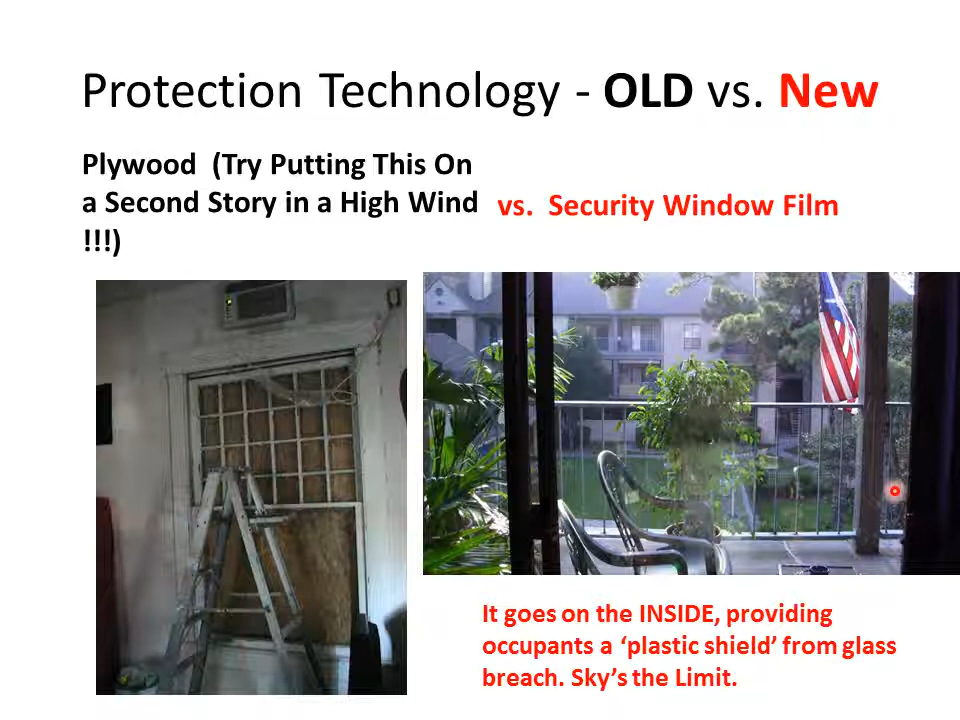 Protection Technology - OLD vs. New
Plywood  (Try Putting This On
a Second Story in a High Wind
!!!)
vs.  Security Window Film
It goes on the INSIDE, providing
occupants a ‘plastic shield’ from glass
breach. Sky’s the Limit.